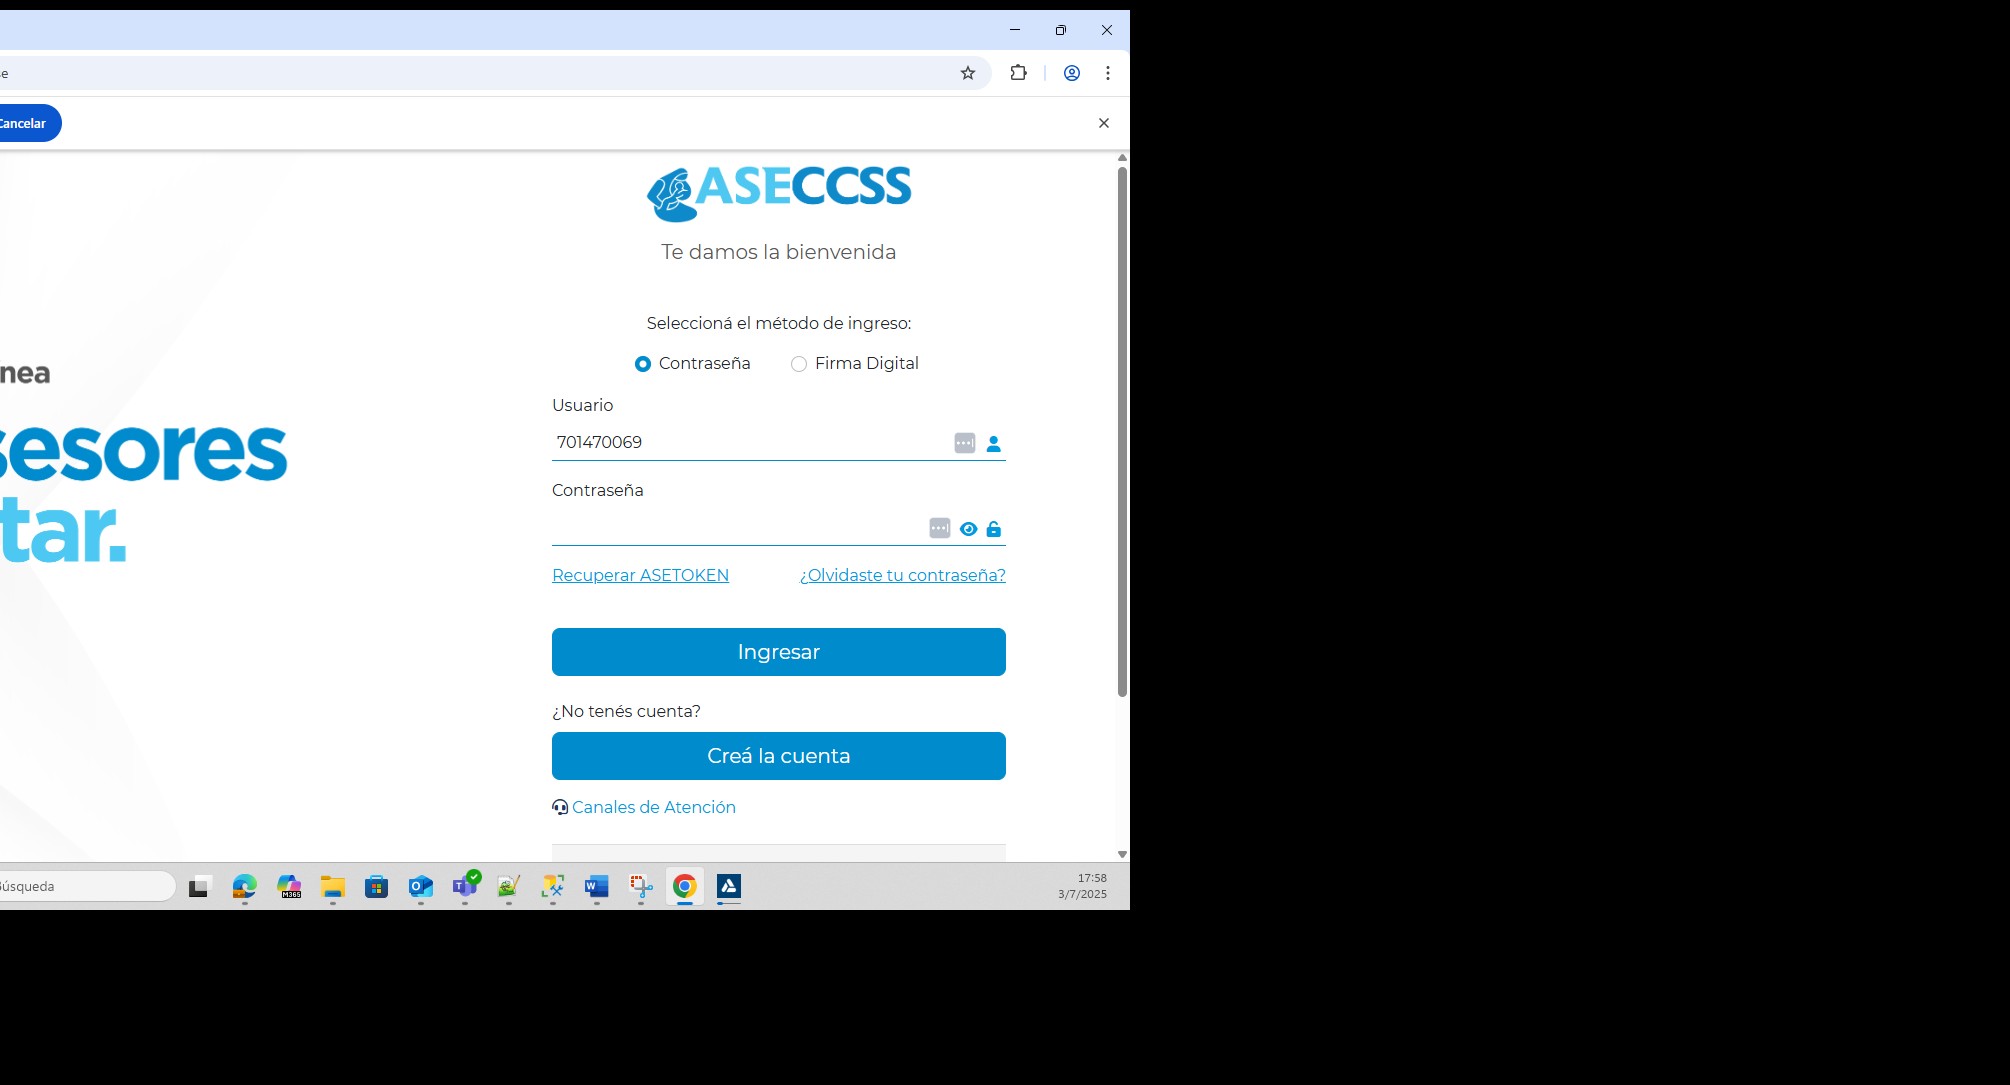 Cancelar
ASECCSS
Te damos la bienvenida
Seleccioná el método de ingreso:
Contraseña
Firma Digital
nea
sesores
tar.
Usuario
701470069
Contraseña
Recuperar ASETOKEN
¿Olvidaste tu contraseña?
Ingresar
¿No tenés cuenta?
Creá la cuenta
Canales de Atención
Búsqueda
M365
17:58
3/7/2025